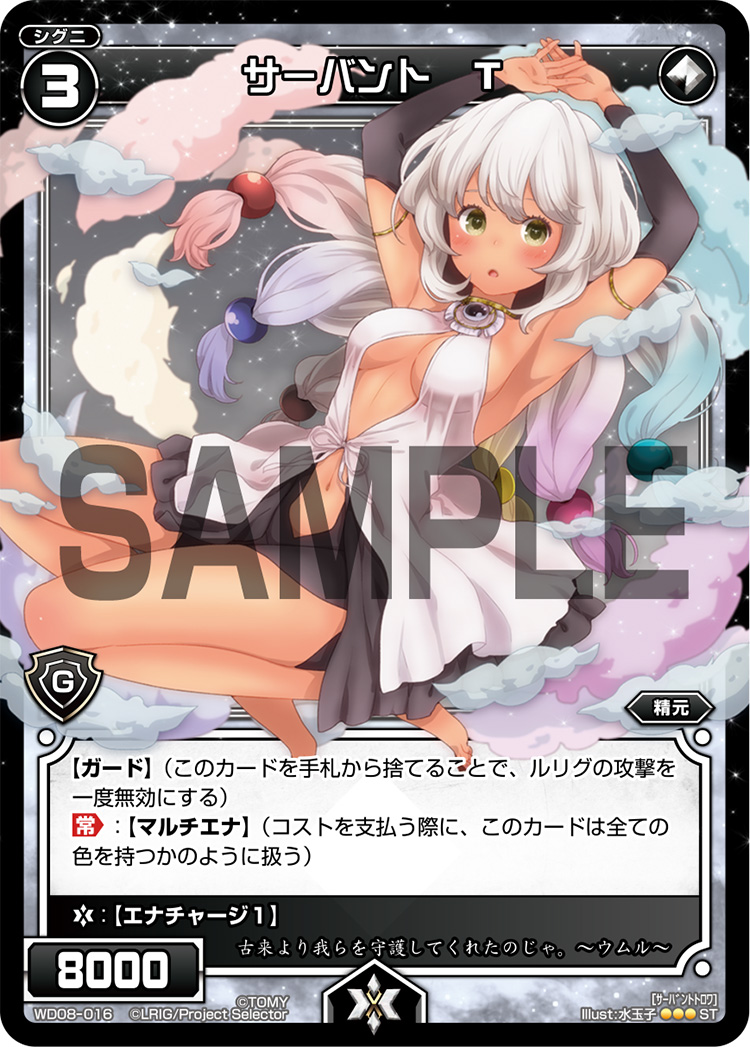 シグニ
3
サーバント T
SAMPLE
G
精元
【ガード】（このカードを手札から捨てることで、ルリグの攻撃を
一度無効にする）
常：【マルチエナ】（コストを支払う際に、このカードは全ての
色を持つかのように扱う）
：【エナチャージ１】
古来より我らを守護してくれたのじゃ。～ウムル～
8000
©TOMY
WD08-016 ©LRIG/Project Selector
[サーバントトロワ]
Illust:水玉子 ST